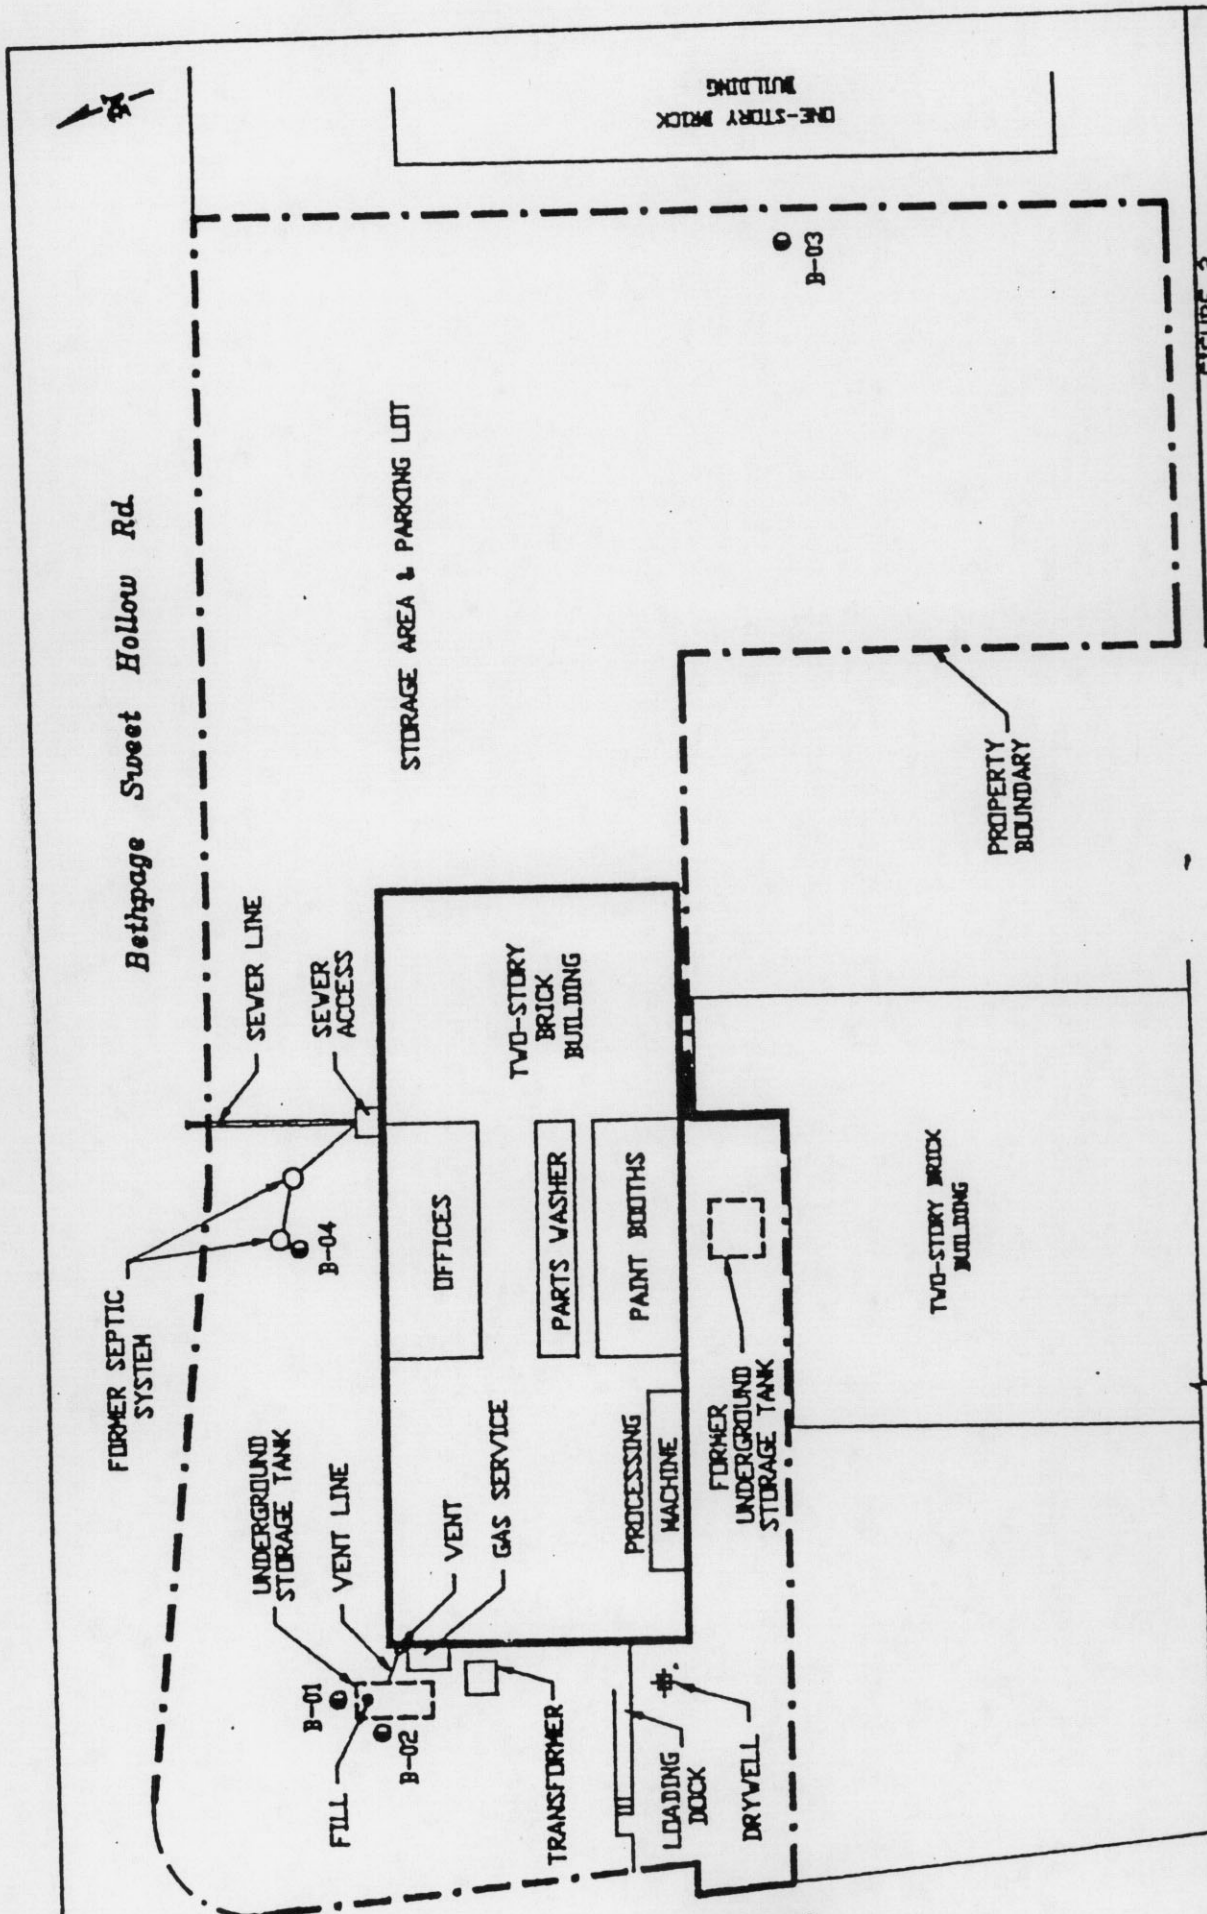 Bethpage Sweet Hollow Rd.
ONE-STORY BRICK
BUILDING
B-03
STORAGE AREA & PARKING LOT
PROPERTY
BOUNDARY
SEWER LINE
SEWER
ACCESS
TWO-STORY
BRICK
BUILDING
FORMER SEPTIC
SYSTEM
B-04
OFFICES
PARTS WASHER
PAINT BOOTHS
TWO-STORY BRICK
BUILDING
UNDERGROUND
STORAGE TANK
VENT LINE
VENT
GAS SERVICE
PROCESSING
MACHINE
FORMER
UNDERGROUND
STORAGE TANK
B-01
FILL
B-02
TRANSFORMER
LOADING
DOCK
DRYWELL